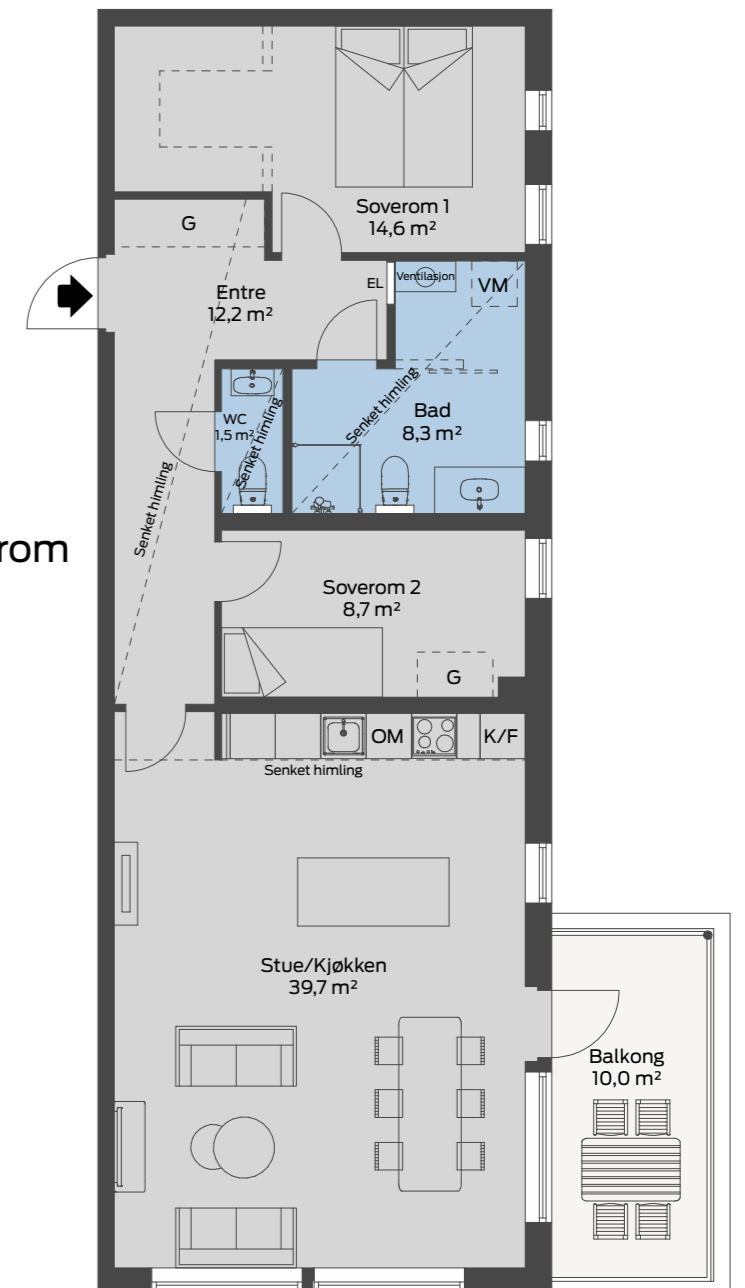 Soverom 1
14,6 m²
G
Entre
12,2 m²
EL
Ventilasjon
VM
WC
1,5 m²
Senket himling
Senket himling
Bad
8,3 m²
Senket himling
rom
Soverom 2
8,7 m²
G
OM
K/F
Senket himling
Stue/Kjøkken
39,7 m²
Balkong
10,0 m²